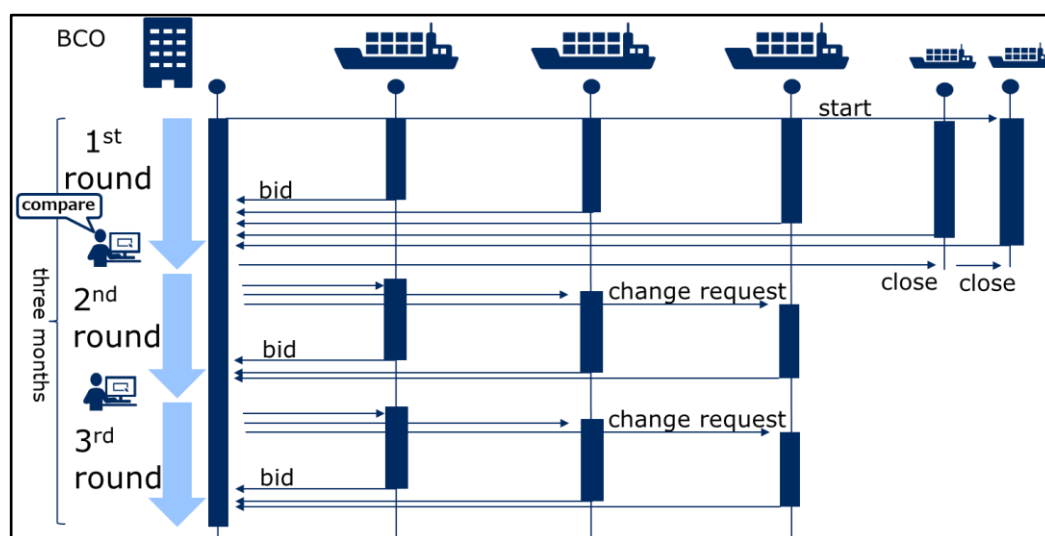 BCO
start
1st
round
bid
compare
close
close
three months
2nd
round
change request
bid
3rd
round
change request
bid